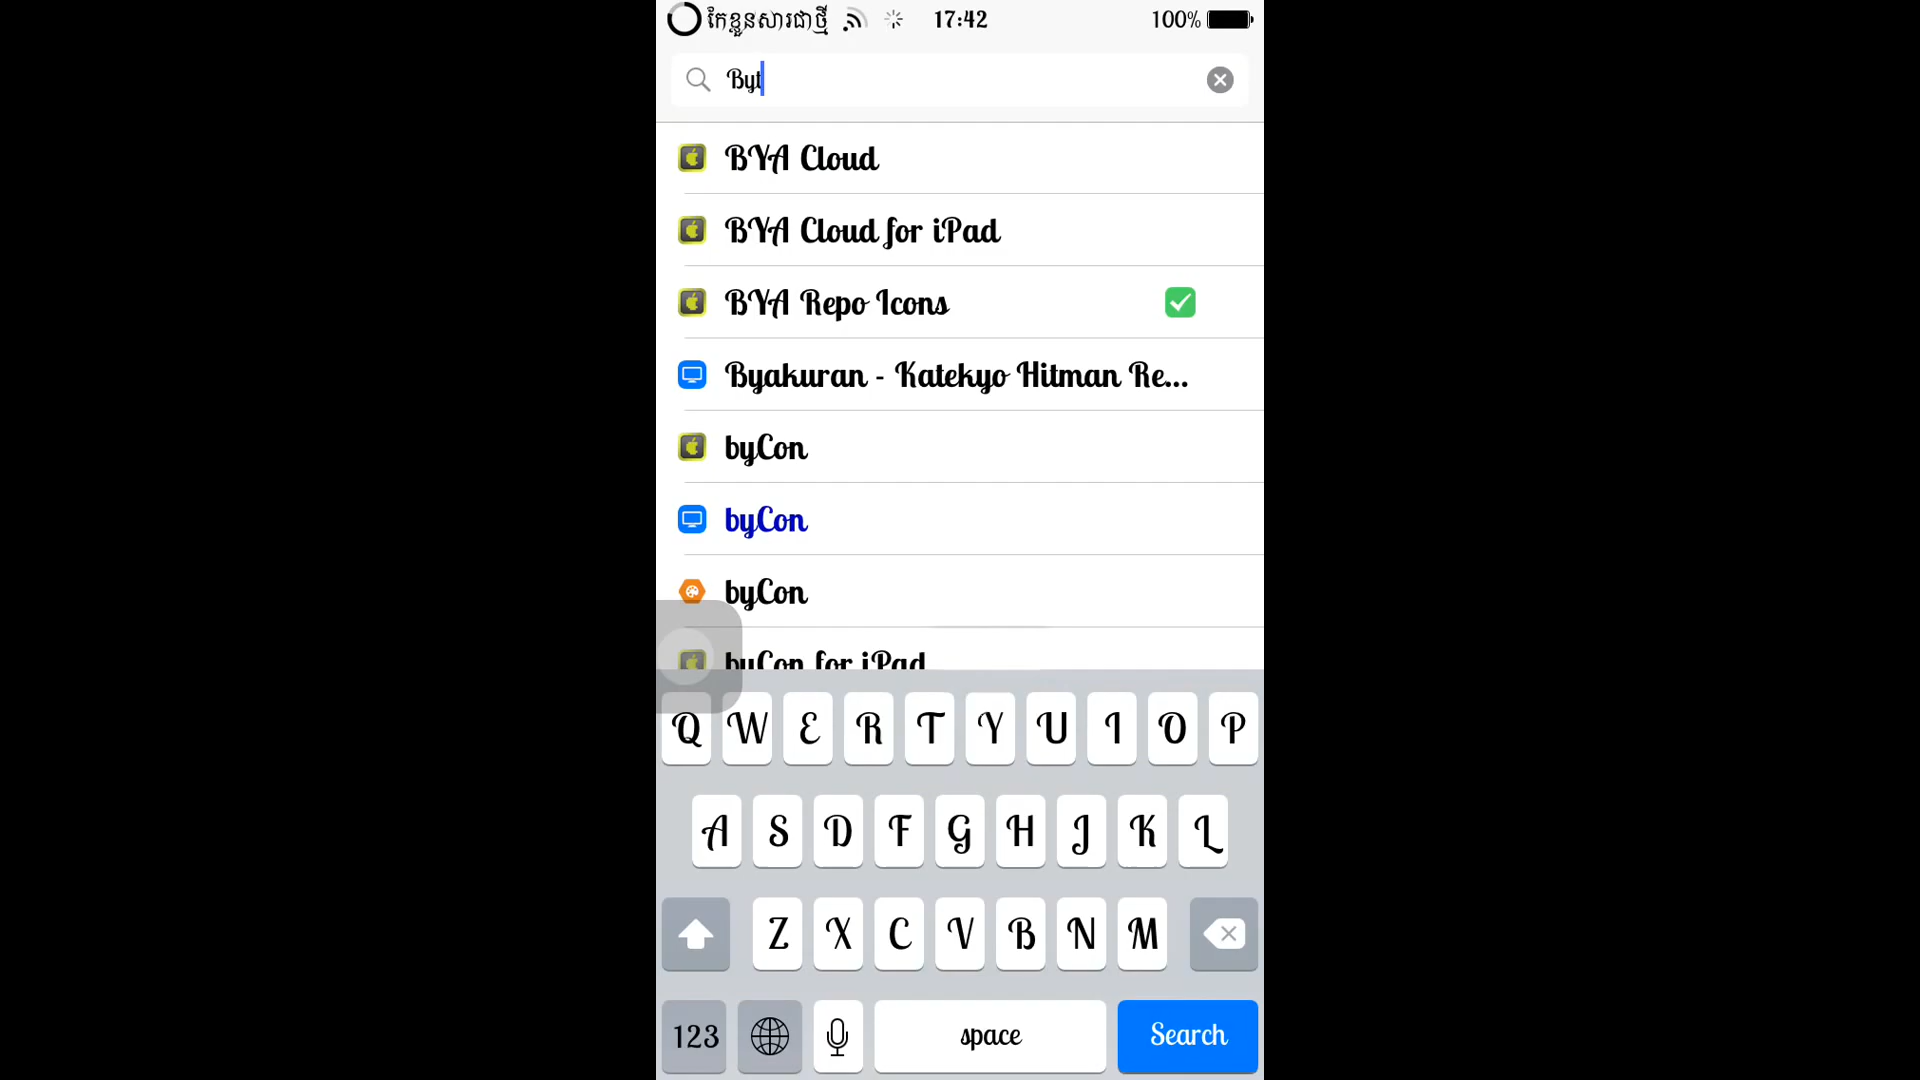 កែខ្លួនសារជាថ្មី 17:42 100%
Byt
BYA Cloud
BYA Cloud for iPad
BYA Repo Icons
Byakuran - Katekyo Hitman Re...
byCon
byCon
byCon
byCon for iPad
Q W E R T Y U I O P
A S D F G H J K L
Z X C V B N M
123 space Search